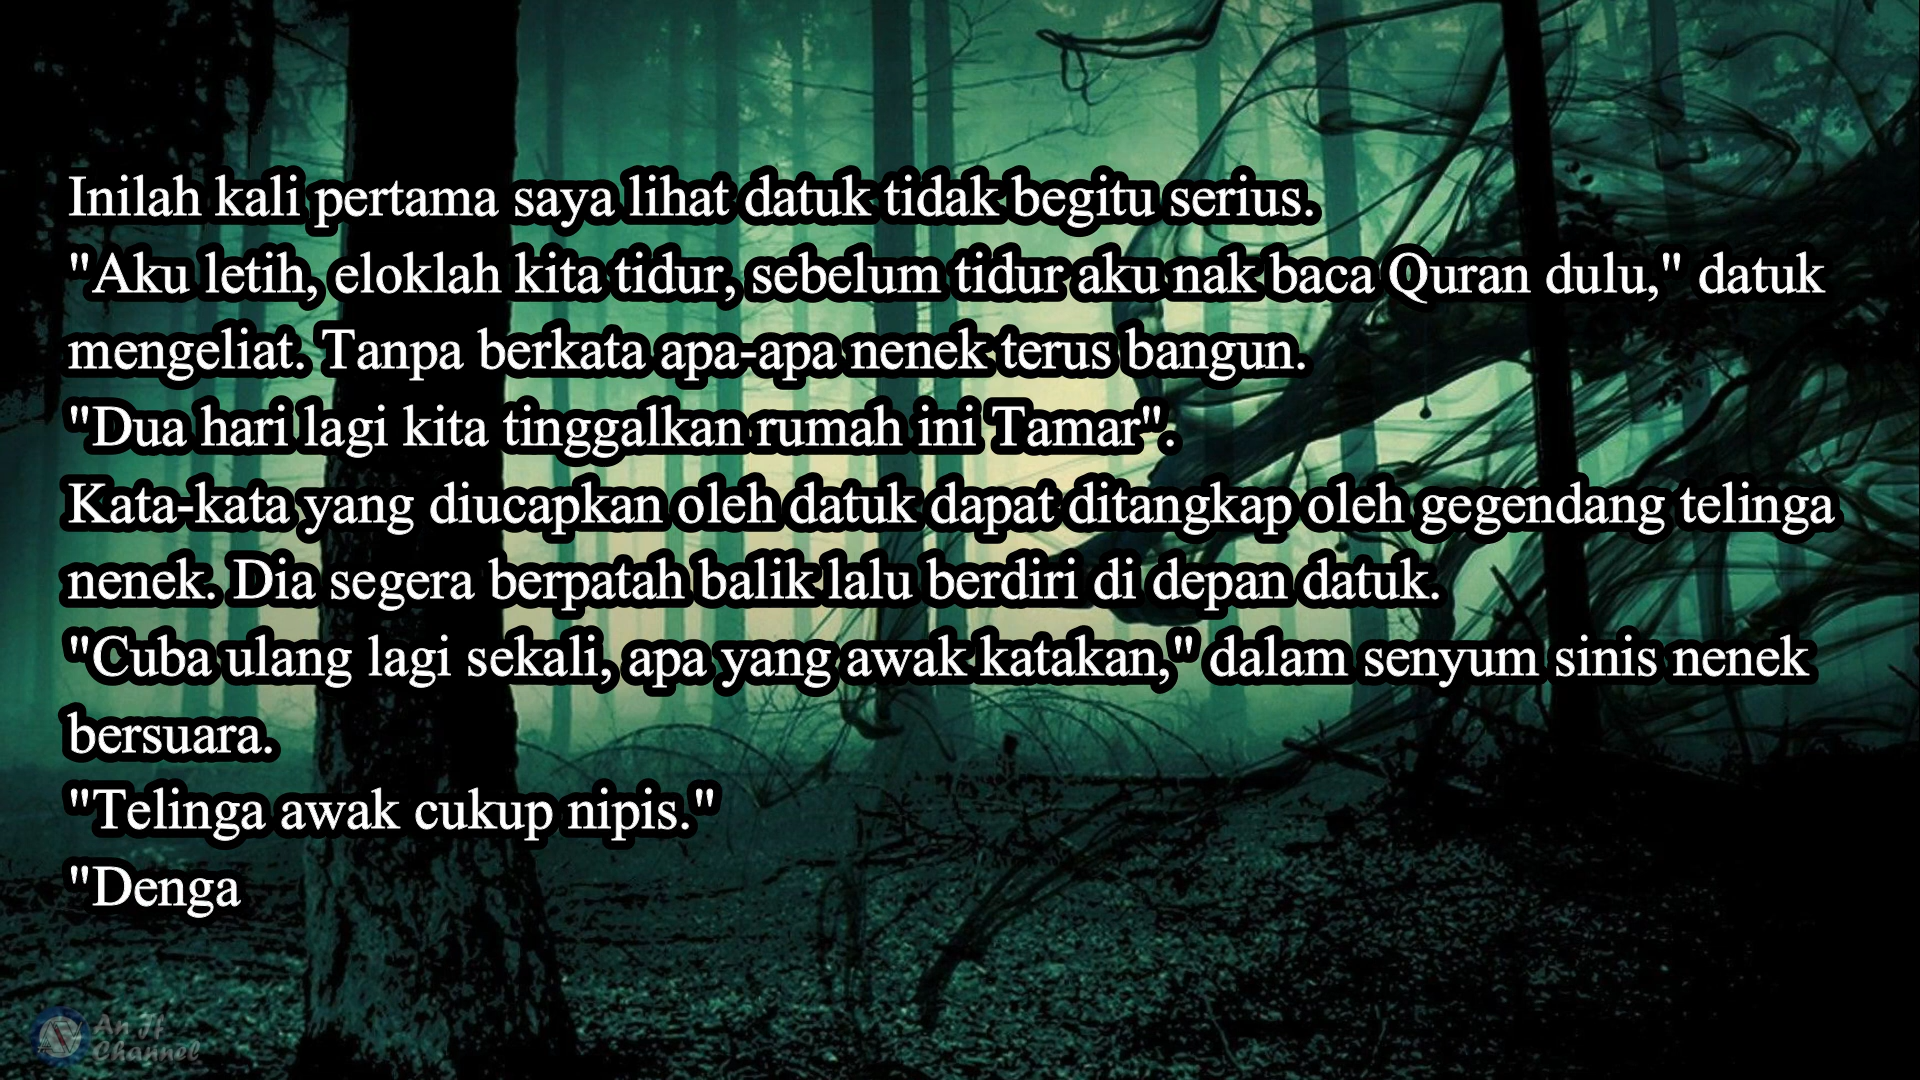 Inilah kali pertama saya lihat datuk tidak begitu serius.
"Aku letih, eloklah kita tidur, sebelum tidur aku nak baca Quran dulu," datuk
mengeliat. Tanpa berkata apa-apa nenek terus bangun.
"Dua hari lagi kita tinggalkan rumah ini Tamar".
Kata-kata yang diucapkan oleh datuk dapat ditangkap oleh gegendang telinga
nenek. Dia segera berpatah balik lalu berdiri di depan datuk.
"Cuba ulang lagi sekali, apa yang awak katakan," dalam senyum sinis nenek
bersuara.
"Telinga awak cukup nipis."
"Denga
An If
Channel